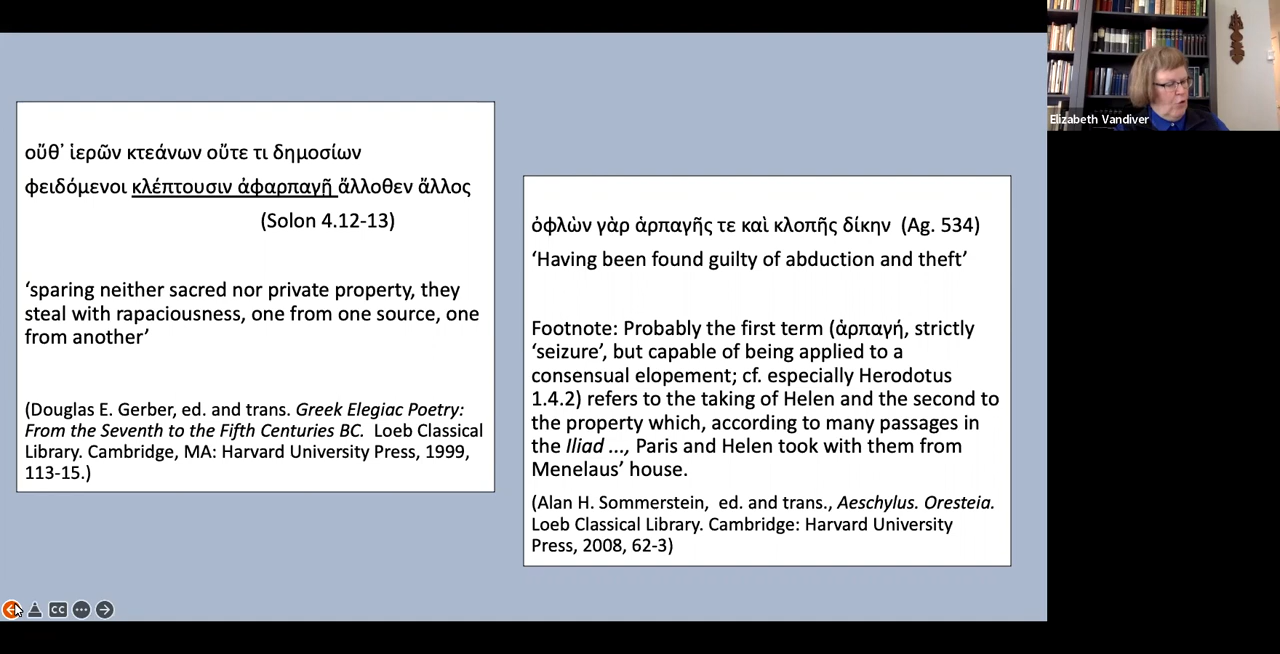 οὔθ᾽ ἱερῶν κτεάνων οὔτε τι δημοσίων
φειδόμενοι κλέπτουσιν ἀφαρπαγῇ ἄλλοθεν ἄλλος
(Solon 4.12-13)
‘sparing neither sacred nor private property, they
steal with rapaciousness, one from one source, one
from another’
(Douglas E. Gerber, ed. and trans. Greek Elegiac Poetry:
From the Seventh to the Fifth Centuries BC. Loeb Classical
Library. Cambridge, MA: Harvard University Press, 1999,
113-15.)
ὀφλὼν γὰρ ἁρπαγῆς τε καὶ κλοπῆς δίκην (Ag. 534)
‘Having been found guilty of abduction and theft’
Footnote: Probably the first term (ἁρπαγή, strictly
‘seizure’, but capable of being applied to a
consensual elopement; cf. especially Herodotus
1.4.2) refers to the taking of Helen and the second to
the property which, according to many passages in
the Iliad ..., Paris and Helen took with them from
Menelaus’ house.
(Alan H. Sommerstein, ed. and trans., Aeschylus. Oresteia.
Loeb Classical Library. Cambridge: Harvard University
Press, 2008, 62-3)
Elizabeth Vandiver
CC